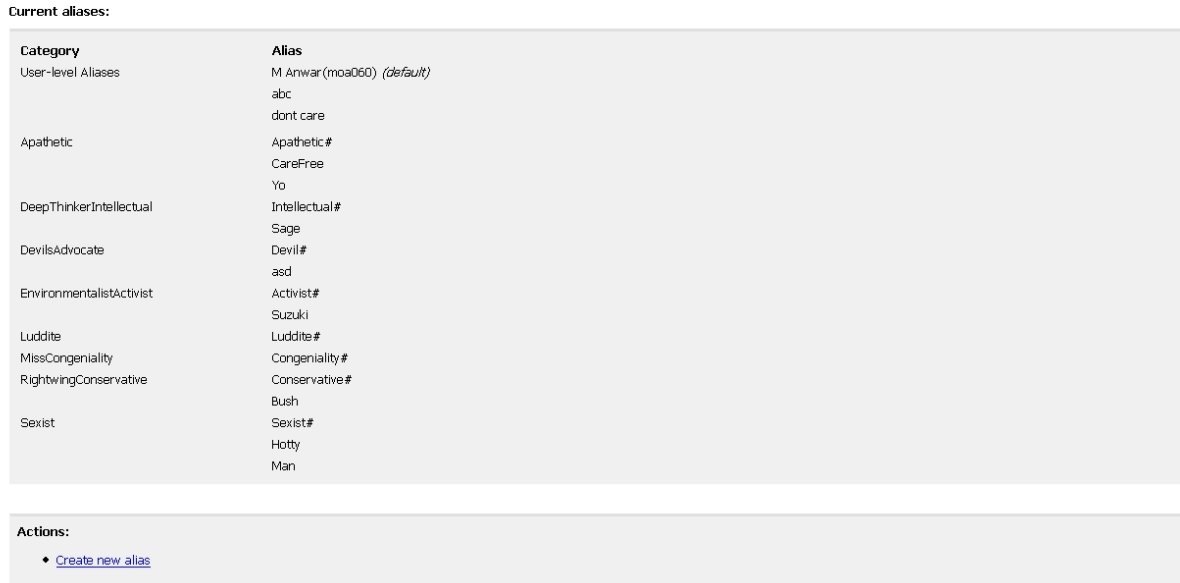 Current aliases:
Category Alias
User-level Aliases M Anwar(moa060) (default)
abc
dont care
Apathetic Apathetic#
CareFree
Yo
DeepThinkerIntellectual Intellectual#
Sage
DevilsAdvocate Devil#
asd
EnvironmentalistActivist Activist#
Suzuki
Luddite Luddite#
MissCongeniality Congeniality#
RightwingConservative Conservative#
Bush
Sexist Sexist#
Hotty
Man
Actions:
Create new alias